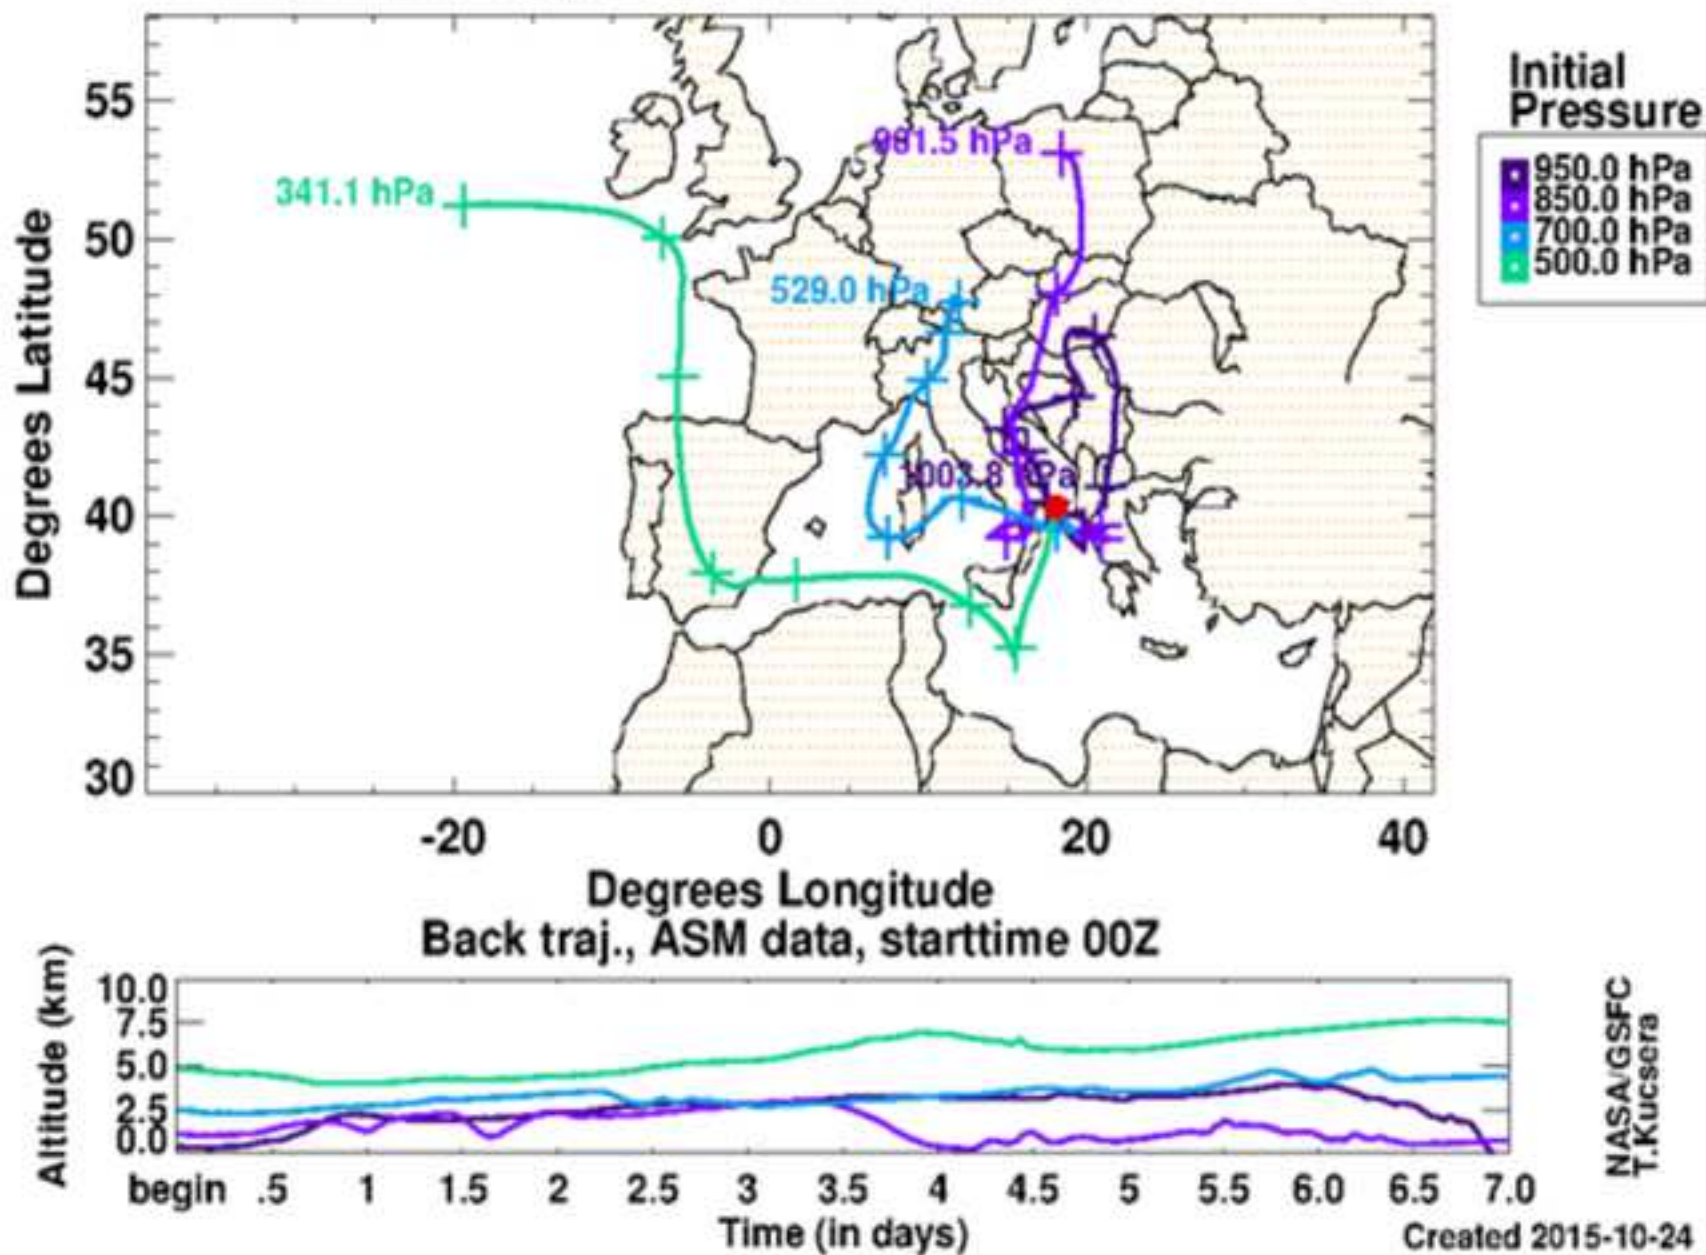 55
50
45
40
35
30
Degrees Latitude
341.1 hPa
981.5 hPa
529.0 hPa
1003.8 hPa
Initial
Pressure
950.0 hPa
850.0 hPa
700.0 hPa
500.0 hPa
-20 0 20 40
Degrees Longitude
Back traj., ASM data, starttime 00Z
Altitude (km)
10.0
7.5
5.0
2.5
0.0
begin .5 1 1.5 2 2.5 3 3.5 4 4.5 5 5.5 6.0 6.5 7.0
Time (in days)
NASA/GSFC
T.Kucsera
Created 2015-10-24